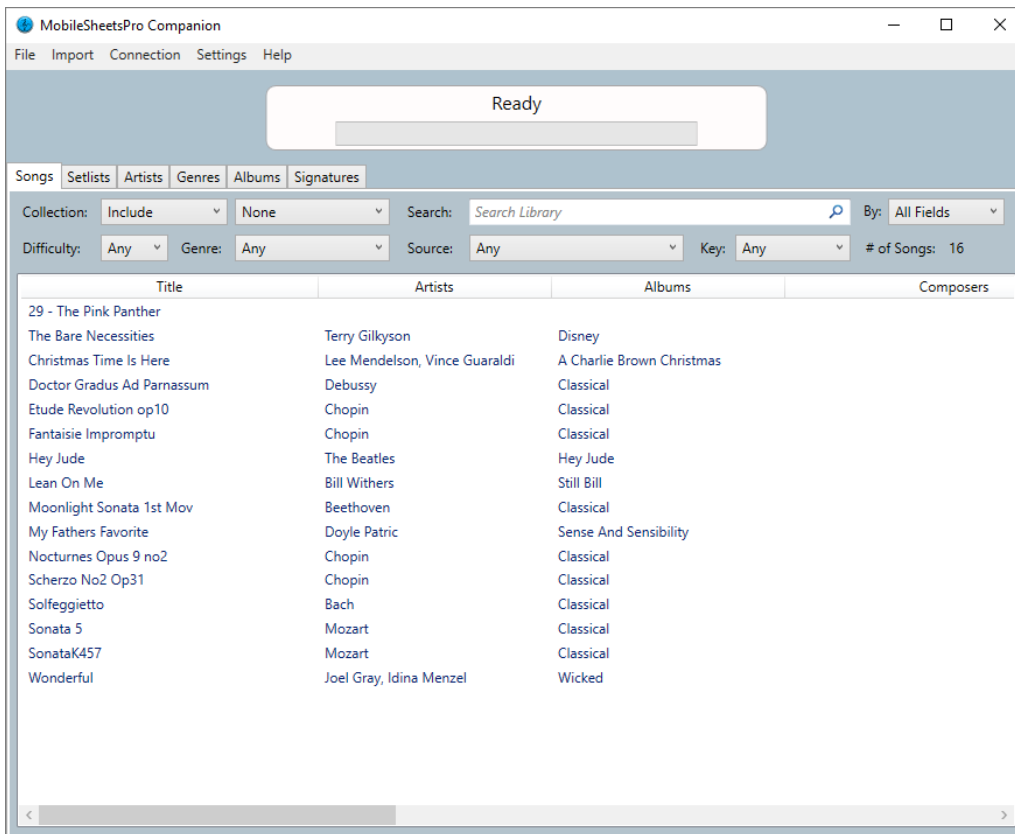 MobileSheetsPro Companion
File Import Connection Settings Help
Ready
Songs Setlists Artists Genres Albums Signatures
Collection: Include None Search: Search Library By: All Fields
Difficulty: Any Genre: Any Source: Any Key: Any # of Songs: 16
Title Artists Albums Composers
29 - The Pink Panther
The Bare Necessities Terry Gilkyson Disney
Christmas Time Is Here Lee Mendelson, Vince Guaraldi A Charlie Brown Christmas
Doctor Gradus Ad Parnassum Debussy Classical
Etude Revolution op10 Chopin Classical
Fantaisie Impromptu Chopin Classical
Hey Jude The Beatles Hey Jude
Lean On Me Bill Withers Still Bill
Moonlight Sonata 1st Mov Beethoven Classical
My Fathers Favorite Doyle Patric Sense And Sensibility
Nocturnes Opus 9 no2 Chopin Classical
Scherzo No2 Op31 Chopin Classical
Solfeggietto Bach Classical
Sonata 5 Mozart Classical
SonataK457 Mozart Classical
Wonderful Joel Gray, Idina Menzel Wicked